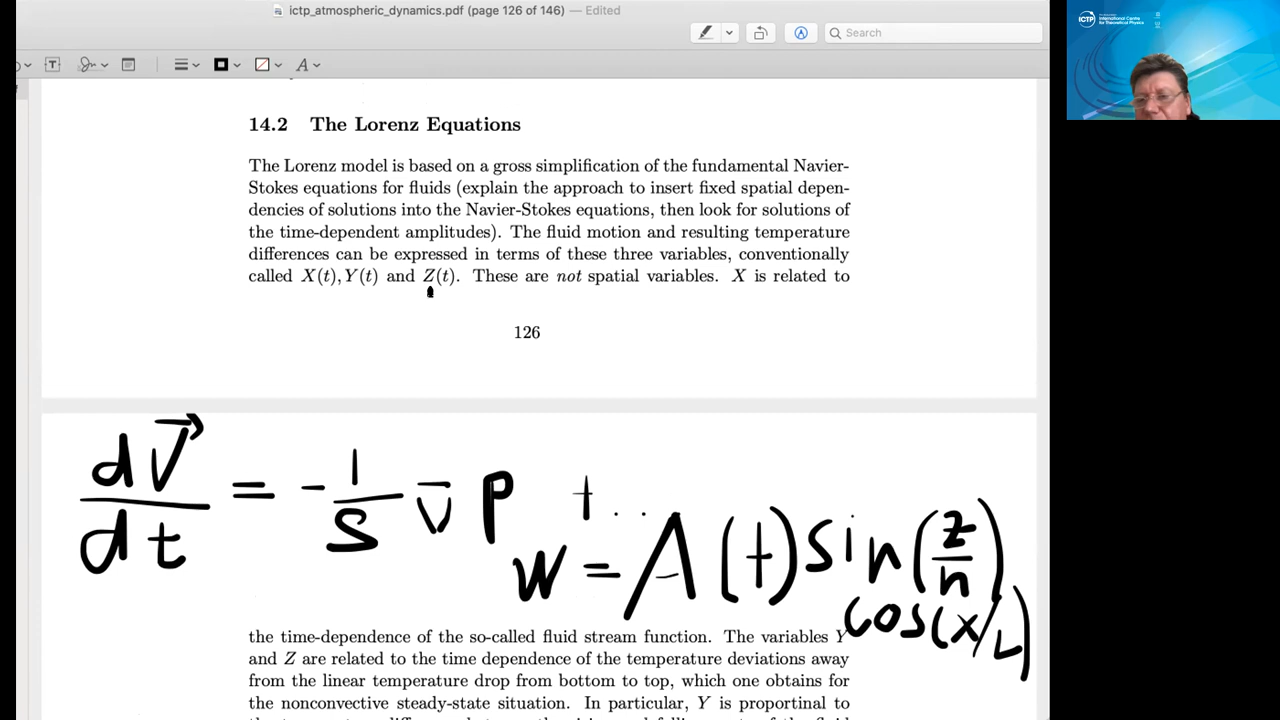 ictp_atmospheric_dynamics.pdf (page 126 of 146) — Edited
Search
ICTP
International Centre
for Theoretical Physics
14.2 The Lorenz Equations
The Lorenz model is based on a gross simplification of the fundamental Navier-
Stokes equations for fluids (explain the approach to insert fixed spatial depen-
dencies of solutions into the Navier-Stokes equations, then look for solutions of
the time-dependent amplitudes). The fluid motion and resulting temperature
differences can be expressed in terms of these three variables, conventionally
called X(t), Y(t) and Z(t). These are not spatial variables. X is related to
126
dV⃗/dt = -1/S ∇ P + ..
W = A(t) sin(z/h)
cos(x/L)
the time-dependence of the so-called fluid stream function. The variables Y
and Z are related to the time dependence of the temperature deviations away
from the linear temperature drop from bottom to top, which one obtains for
the nonconvective steady-state situation. In particular, Y is proportinal to